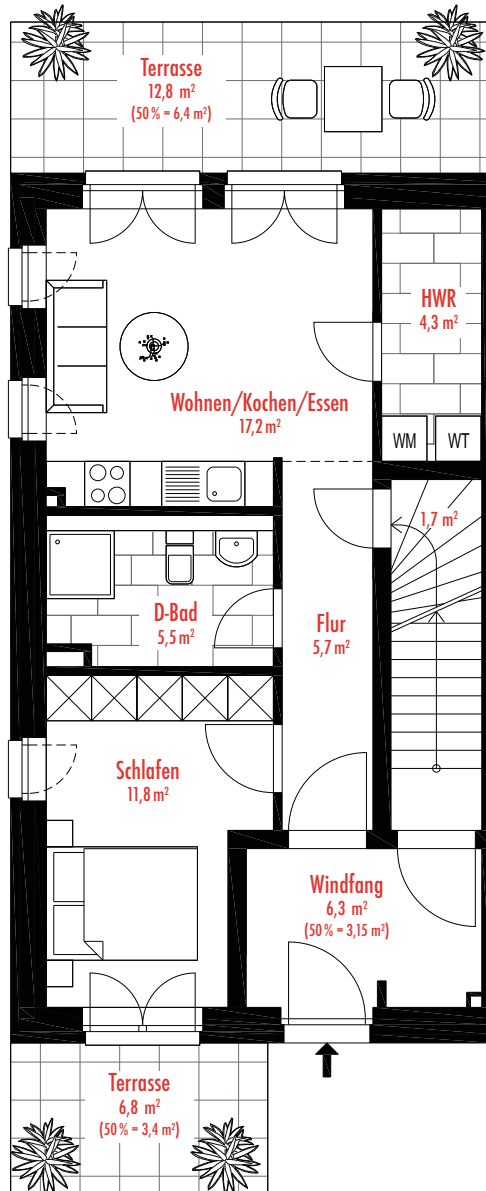 Terrasse
12,8 m²
(50 % = 6,4 m²)
HWR
4,3 m²
Wohnen/Kochen/Essen
17,2 m²
WM
WT
1,7 m²
D-Bad
5,5 m²
Flur
5,7 m²
Schlafen
11,8 m²
Windfang
6,3 m²
(50 % = 3,15 m²)
Terrasse
6,8 m²
(50 % = 3,4 m²)